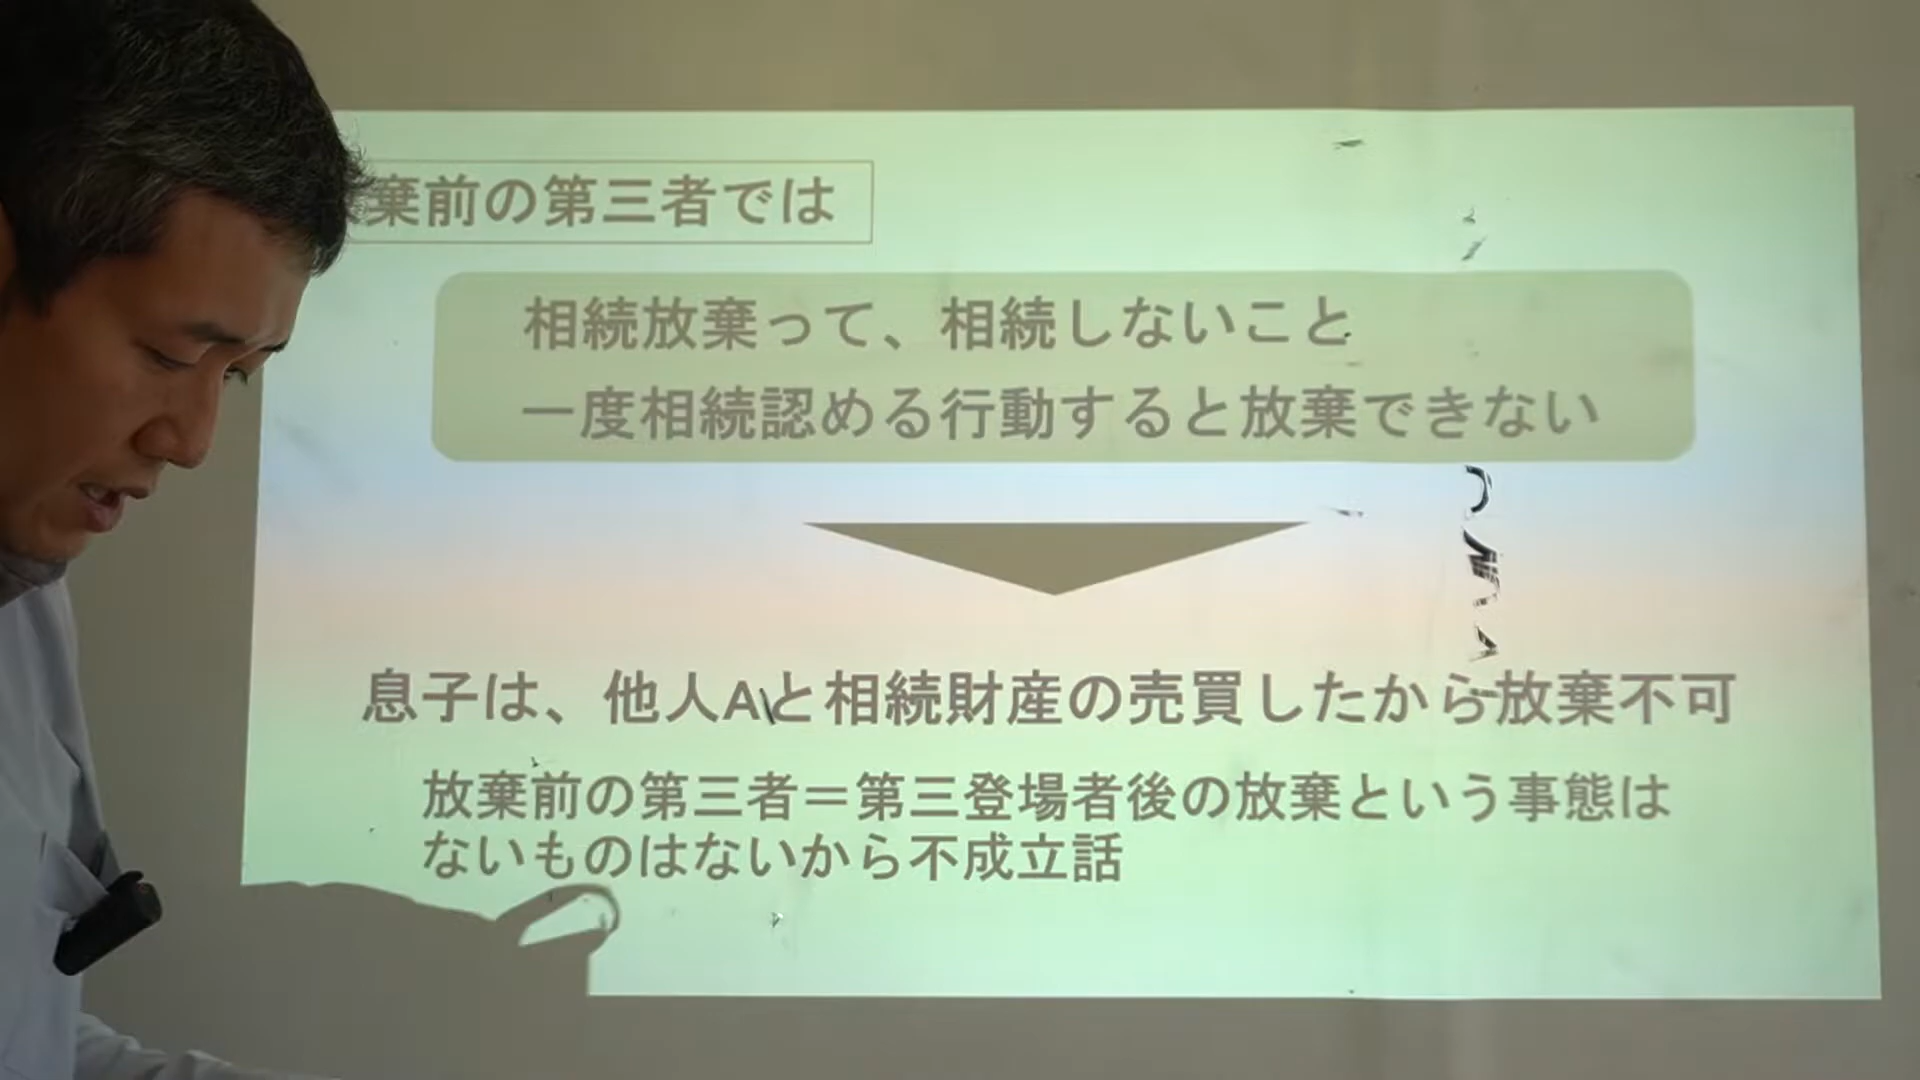 棄前の第三者では
相続放棄って、相続しないこと
一度相続認める行動すると放棄できない
息子は、他人Aと相続財産の売買したから放棄不可
放棄前の第三者＝第三登場者後の放棄という事態は
ないものはないから不成立話